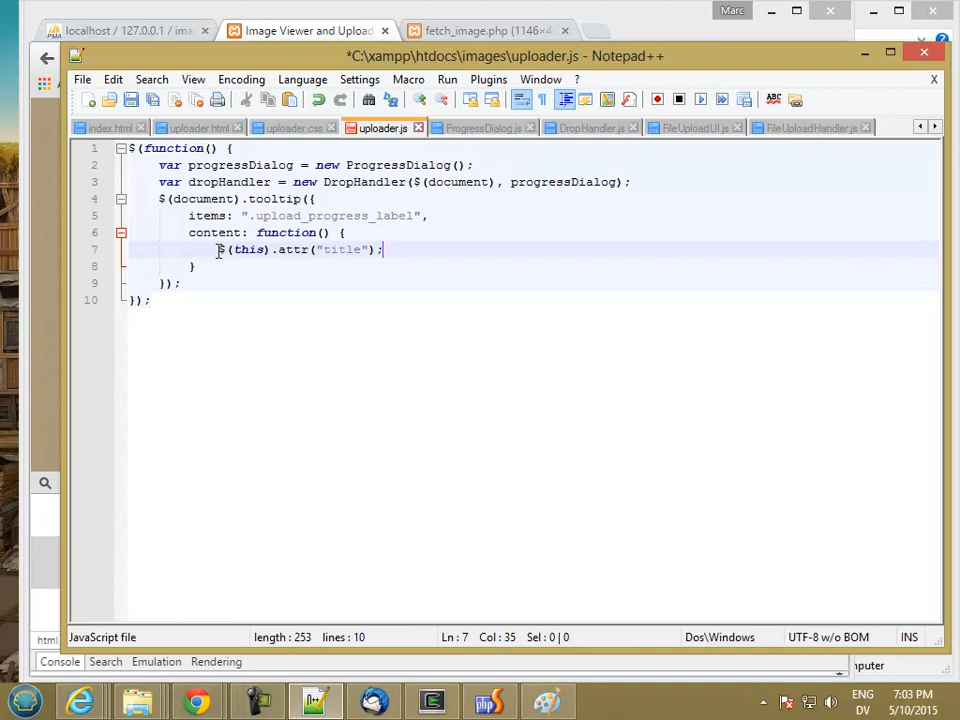 Marc
localhost / 127.0.0.1 / ima
Image Viewer and Upload
fetch_image.php (1146×4
*C:\xampp\htdocs\images\uploader.js - Notepad++
File Edit Search View Encoding Language Settings Macro Run Plugins Window ? X
index.html uploader.html uploader.css uploader.js ProgressDialog.js DropHandler.js FileUploadUI.js FileUploadHandler.js
1 $(function() {
2 var progressDialog = new ProgressDialog();
3 var dropHandler = new DropHandler($(document), progressDialog);
4 $(document).tooltip({
5 items: ".upload_progress_label",
6 content: function() {
7 $(this).attr("title");
8 }
9 });
10 });
html
JavaScript file length : 253 lines : 10 Ln : 7 Col : 35 Sel : 0 | 0 Dos\Windows UTF-8 w/o BOM INS
Console Search Emulation Rendering
mputer
ENG 7:03 PM
DV 5/10/2015